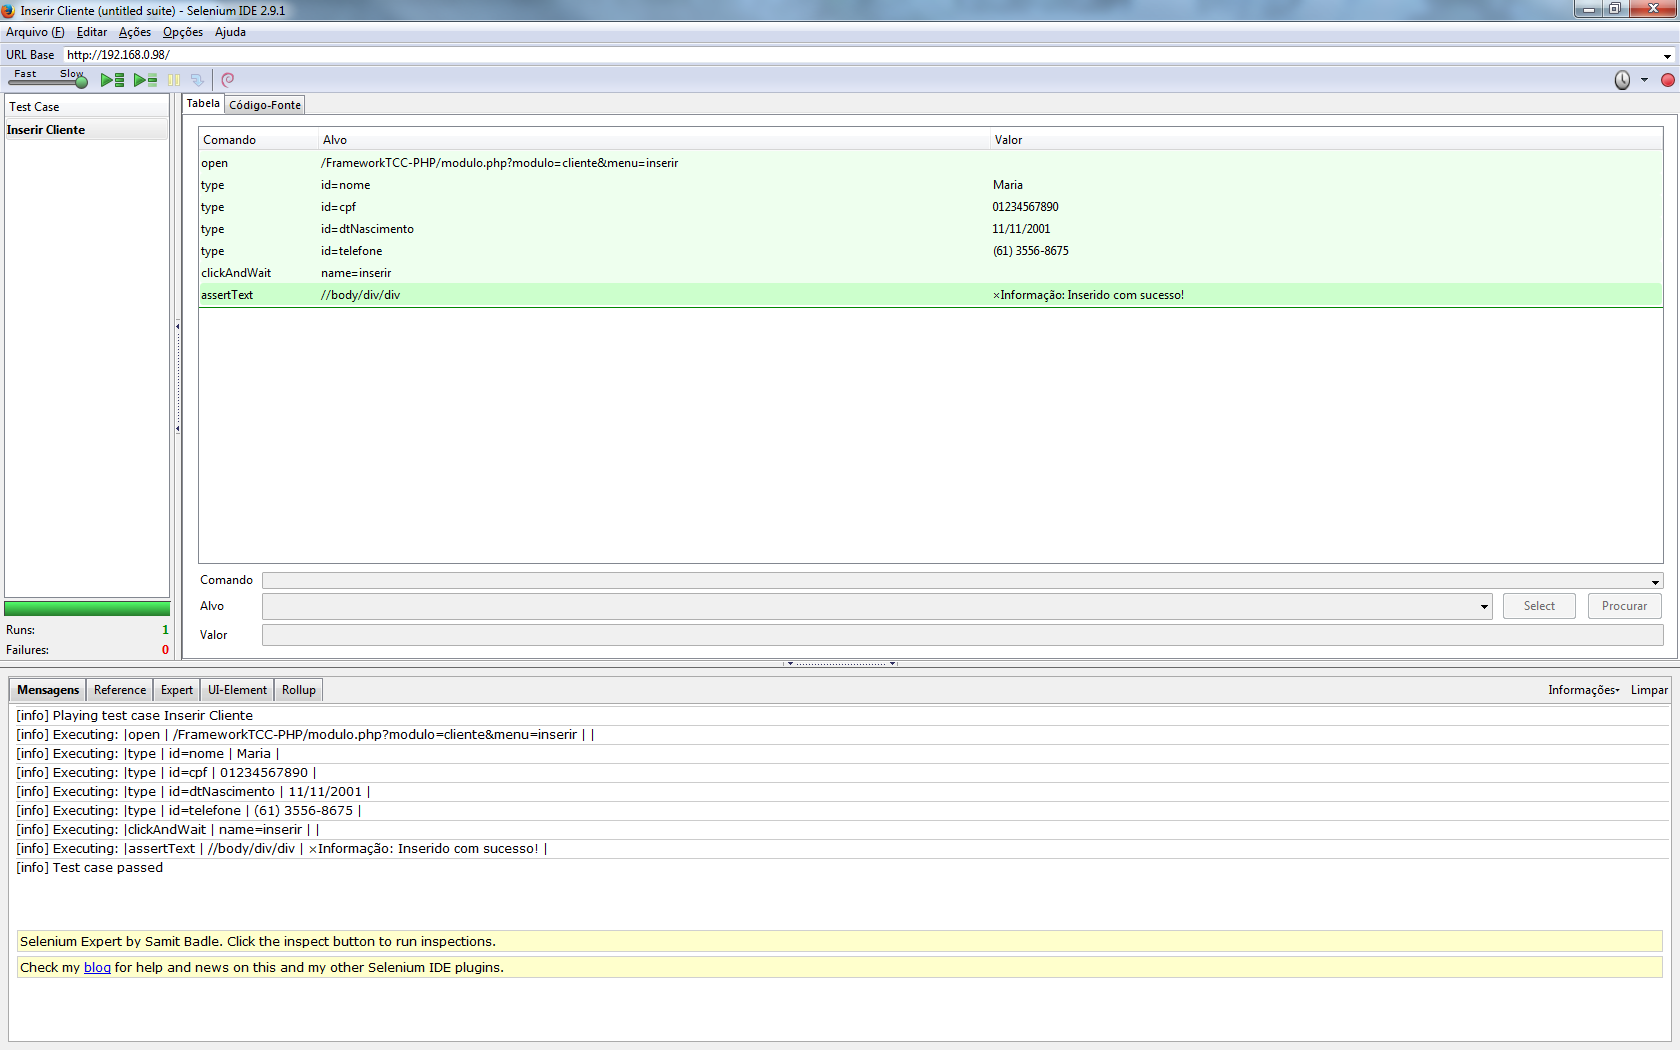 Inserir Cliente (untitled suite) - Selenium IDE 2.9.1
Arquivo (F) Editar Ações Opções Ajuda
URL Base http://192.168.0.98/
Fast Slow
Test Case
Inserir Cliente
Tabela Código-Fonte
Comando Alvo Valor
open /FrameworkTCC-PHP/modulo.php?modulo=cliente&menu=inserir
type id=nome Maria
type id=cpf 01234567890
type id=dtNascimento 11/11/2001
type id=telefone (61) 3556-8675
clickAndWait name=inserir
assertText //body/div/div ×Informação: Inserido com sucesso!
Comando
Alvo Select Procurar
Valor
Runs: 1
Failures: 0
Mensagens Reference Expert UI-Element Rollup Informações Limpar
[info] Playing test case Inserir Cliente
[info] Executing: |open | /FrameworkTCC-PHP/modulo.php?modulo=cliente&menu=inserir | |
[info] Executing: |type | id=nome | Maria |
[info] Executing: |type | id=cpf | 01234567890 |
[info] Executing: |type | id=dtNascimento | 11/11/2001 |
[info] Executing: |type | id=telefone | (61) 3556-8675 |
[info] Executing: |clickAndWait | name=inserir | |
[info] Executing: |assertText | //body/div/div | ×Informação: Inserido com sucesso! |
[info] Test case passed
Selenium Expert by Samit Badle. Click the inspect button to run inspections.
Check my blog for help and news on this and my other Selenium IDE plugins.